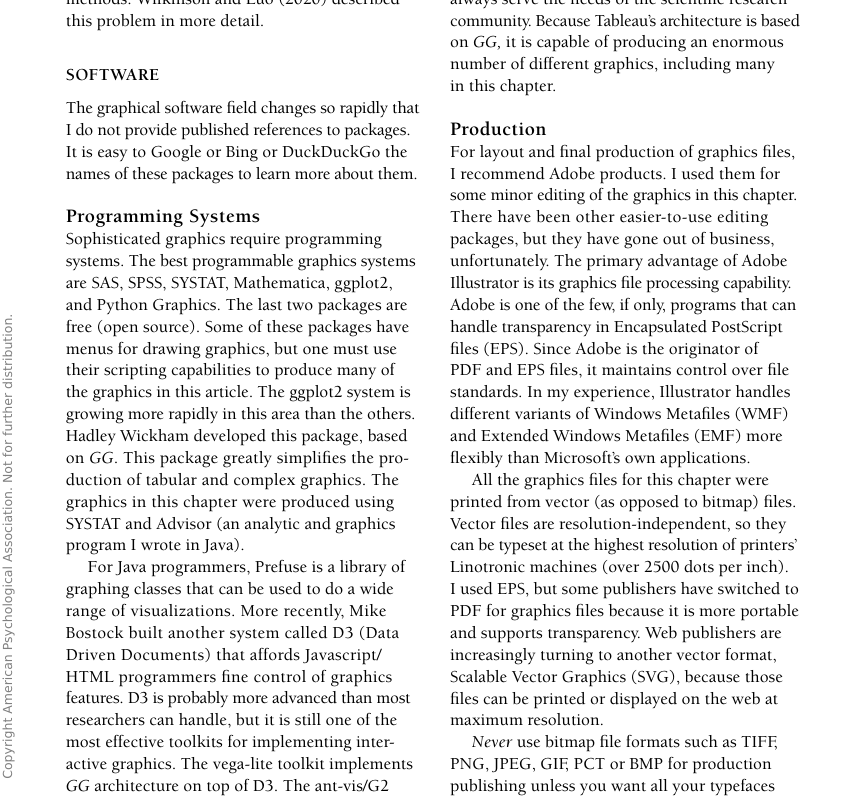 methods. Wilkinson and Luo (2020) described
this problem in more detail.
SOFTWARE
The graphical software field changes so rapidly that
I do not provide published references to packages.
It is easy to Google or Bing or DuckDuckGo the
names of these packages to learn more about them.
Programming Systems
Sophisticated graphics require programming
systems. The best programmable graphics systems
are SAS, SPSS, SYSTAT, Mathematica, ggplot2,
and Python Graphics. The last two packages are
free (open source). Some of these packages have
menus for drawing graphics, but one must use
their scripting capabilities to produce many of
the graphics in this article. The ggplot2 system is
growing more rapidly in this area than the others.
Hadley Wickham developed this package, based
on GG. This package greatly simplifies the pro-
duction of tabular and complex graphics. The
graphics in this chapter were produced using
SYSTAT and Advisor (an analytic and graphics
program I wrote in Java).
For Java programmers, Prefuse is a library of
graphing classes that can be used to do a wide
range of visualizations. More recently, Mike
Bostock built another system called D3 (Data
Driven Documents) that affords Javascript/
HTML programmers fine control of graphics
features. D3 is probably more advanced than most
researchers can handle, but it is still one of the
most effective toolkits for implementing inter-
active graphics. The vega-lite toolkit implements
GG architecture on top of D3. The ant-vis/G2
always serve the needs of the scientific research
community. Because Tableau's architecture is based
on GG, it is capable of producing an enormous
number of different graphics, including many
in this chapter.
Production
For layout and final production of graphics files,
I recommend Adobe products. I used them for
some minor editing of the graphics in this chapter.
There have been other easier-to-use editing
packages, but they have gone out of business,
unfortunately. The primary advantage of Adobe
Illustrator is its graphics file processing capability.
Adobe is one of the few, if only, programs that can
handle transparency in Encapsulated PostScript
files (EPS). Since Adobe is the originator of
PDF and EPS files, it maintains control over file
standards. In my experience, Illustrator handles
different variants of Windows Metafiles (WMF)
and Extended Windows Metafiles (EMF) more
flexibly than Microsoft's own applications.
All the graphics files for this chapter were
printed from vector (as opposed to bitmap) files.
Vector files are resolution-independent, so they
can be typeset at the highest resolution of printers'
Linotronic machines (over 2500 dots per inch).
I used EPS, but some publishers have switched to
PDF for graphics files because it is more portable
and supports transparency. Web publishers are
increasingly turning to another vector format,
Scalable Vector Graphics (SVG), because those
files can be printed or displayed on the web at
maximum resolution.
Never use bitmap file formats such as TIFF,
PNG, JPEG, GIF, PCT or BMP for production
publishing unless you want all your typefaces
Copyright American Psychological Association. Not for further distribution.